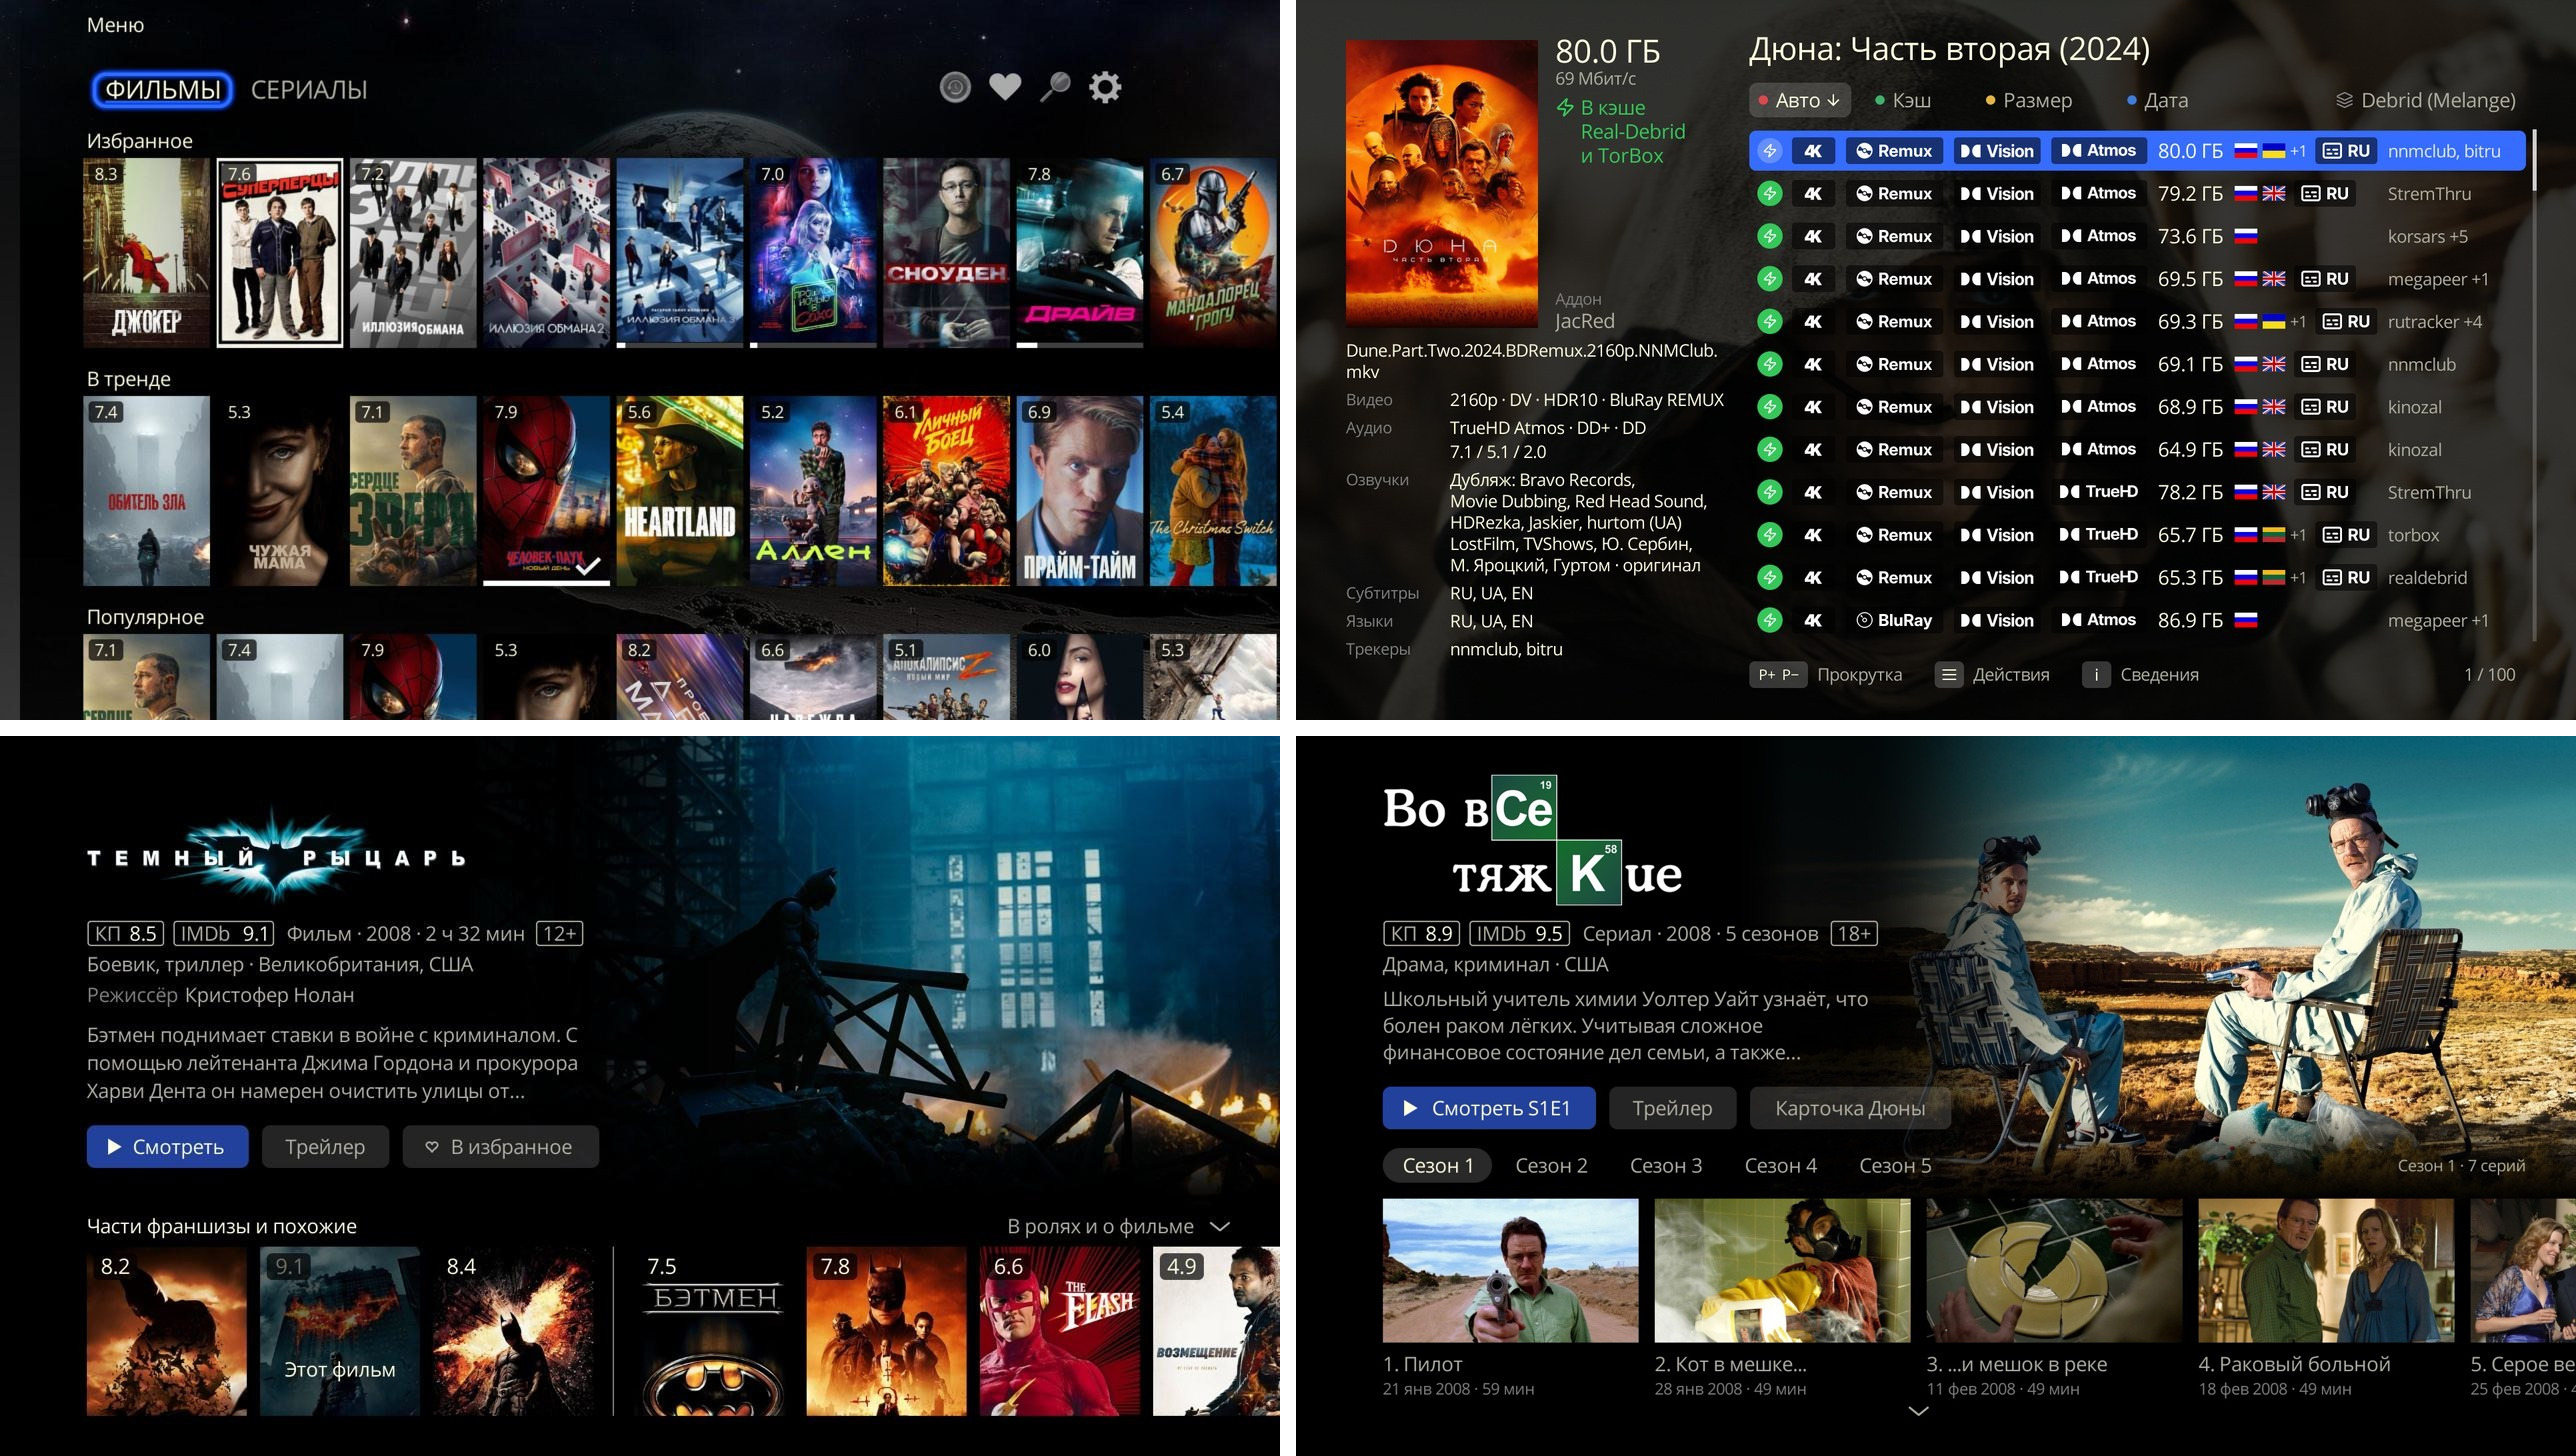 Меню
ФИЛЬМЫ СЕРИАЛЫ
Избранное
8.3 7.6 7.2 7.0 7.8 6.7
ДЖОКЕР
СУПЕРПЕРЦЫ
ИЛЛЮЗИЯ ОБМАНА
ИЛЛЮЗИЯ ОБМАНА 2
ИЛЛЮЗИЯ ОБМАНА 3
ПРОШЛОЙ НОЧЬЮ В СОХО
СНОУДЕН
ДРАЙВ
МАНДАЛОРЕЦ И ГРОГУ
В тренде
7.4 5.3 7.1 7.9 5.6 5.2 6.1 6.9 5.4
ОБИТЕЛЬ ЗЛА
ЧУЖАЯ
МАМА
СЕРДЦЕ
ЗВЕРЯ
ЧЕЛОВЕК-ПАУК
НОВЫЙ ДЕНЬ
HEARTLAND
Аллен
УЛИЧНЫЙ
БОЕЦ
ПРАЙМ-ТАЙМ
The Christmas Switch
Популярное
7.1 7.4 7.9 5.3 8.2 6.6 5.1 6.0 5.3
СЕРДЦЕ
АПОКАЛИПСИС Z
НОВЫЙ МИР
80.0 ГБ
69 Мбит/с
В кэше
Real-Debrid
и TorBox
ДЮНА
ЧАСТЬ ВТОРАЯ
Аддон
JacRed
Dune.Part.Two.2024.BDRemux.2160p.NNMClub.
mkv
Видео 2160p · DV · HDR10 · BluRay REMUX
Аудио TrueHD Atmos · DD+ · DD
7.1 / 5.1 / 2.0
Озвучки Дубляж: Bravo Records,
Movie Dubbing, Red Head Sound,
HDRezka, Jaskier, hurtom (UA)
LostFilm, TVShows, Ю. Сербин,
М. Яроцкий, Гуртом · оригинал
Субтитры RU, UA, EN
Языки RU, UA, EN
Трекеры nnmclub, bitru
Дюна: Часть вторая (2024)
Авто ↓ Кэш Размер Дата Debrid (Melange)
4K Remux Vision Atmos 80.0 ГБ +1 RU nnmclub, bitru
4K Remux Vision Atmos 79.2 ГБ RU StremThru
4K Remux Vision Atmos 73.6 ГБ korsars +5
4K Remux Vision Atmos 69.5 ГБ RU megapeer +1
4K Remux Vision Atmos 69.3 ГБ +1 RU rutracker +4
4K Remux Vision Atmos 69.1 ГБ RU nnmclub
4K Remux Vision Atmos 68.9 ГБ RU kinozal
4K Remux Vision Atmos 64.9 ГБ RU kinozal
4K Remux Vision TrueHD 78.2 ГБ RU StremThru
4K Remux Vision TrueHD 65.7 ГБ +1 RU torbox
4K Remux Vision TrueHD 65.3 ГБ +1 RU realdebrid
4K BluRay Vision Atmos 86.9 ГБ megapeer +1
P+ P− Прокрутка Действия i Сведения 1 / 100
ТЕМНЫЙ РЫЦАРЬ
КП 8.5 IMDb 9.1 Фильм · 2008 · 2 ч 32 мин 12+
Боевик, триллер · Великобритания, США
Режиссёр Кристофер Нолан
Бэтмен поднимает ставки в войне с криминалом. С
помощью лейтенанта Джима Гордона и прокурора
Харви Дента он намерен очистить улицы от...
Смотреть Трейлер В избранное
Части франшизы и похожие В ролях и о фильме
8.2 9.1 8.4 7.5 7.8 6.6 4.9
Этот фильм
БЭТМЕН
THE
FLASH
ВОЗМЕЩЕНИЕ
Во вСе 19
тяжКие 58
КП 8.9 IMDb 9.5 Сериал · 2008 · 5 сезонов 18+
Драма, криминал · США
Школьный учитель химии Уолтер Уайт узнаёт, что
болен раком лёгких. Учитывая сложное
финансовое состояние дел семьи, а также...
Смотреть S1E1 Трейлер Карточка Дюны
Сезон 1 Сезон 2 Сезон 3 Сезон 4 Сезон 5 Сезон 1 · 7 серий
1. Пилот 2. Кот в мешке... 3. ...и мешок в реке 4. Раковый больной 5. Серое ве
21 янв 2008 · 59 мин 28 янв 2008 · 49 мин 11 фев 2008 · 49 мин 18 фев 2008 · 49 мин 25 фев 2008 · 4